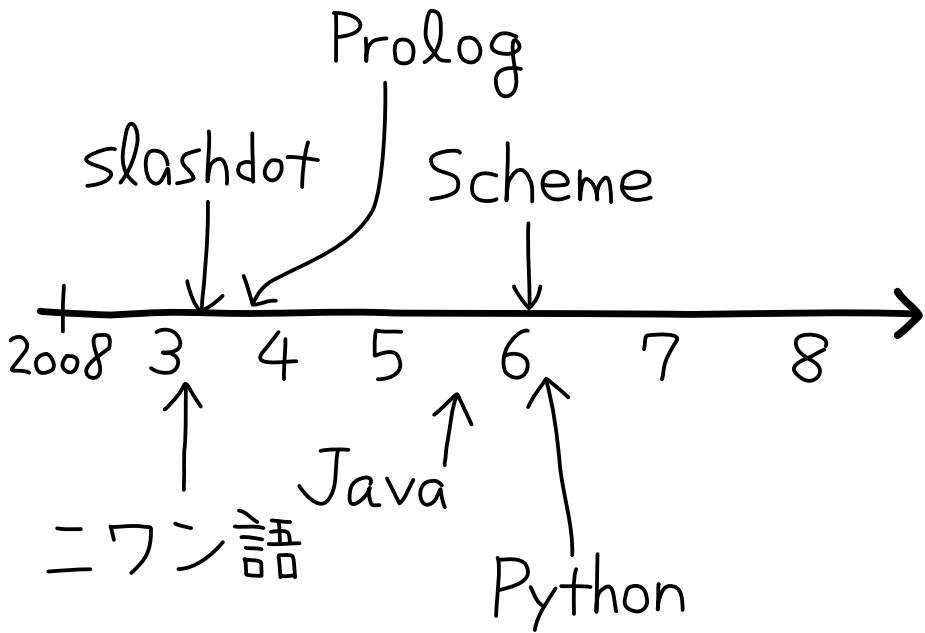 Prolog
slashdot
Scheme
2008 3 4 5 6 7 8
Java
ニワン語
Python